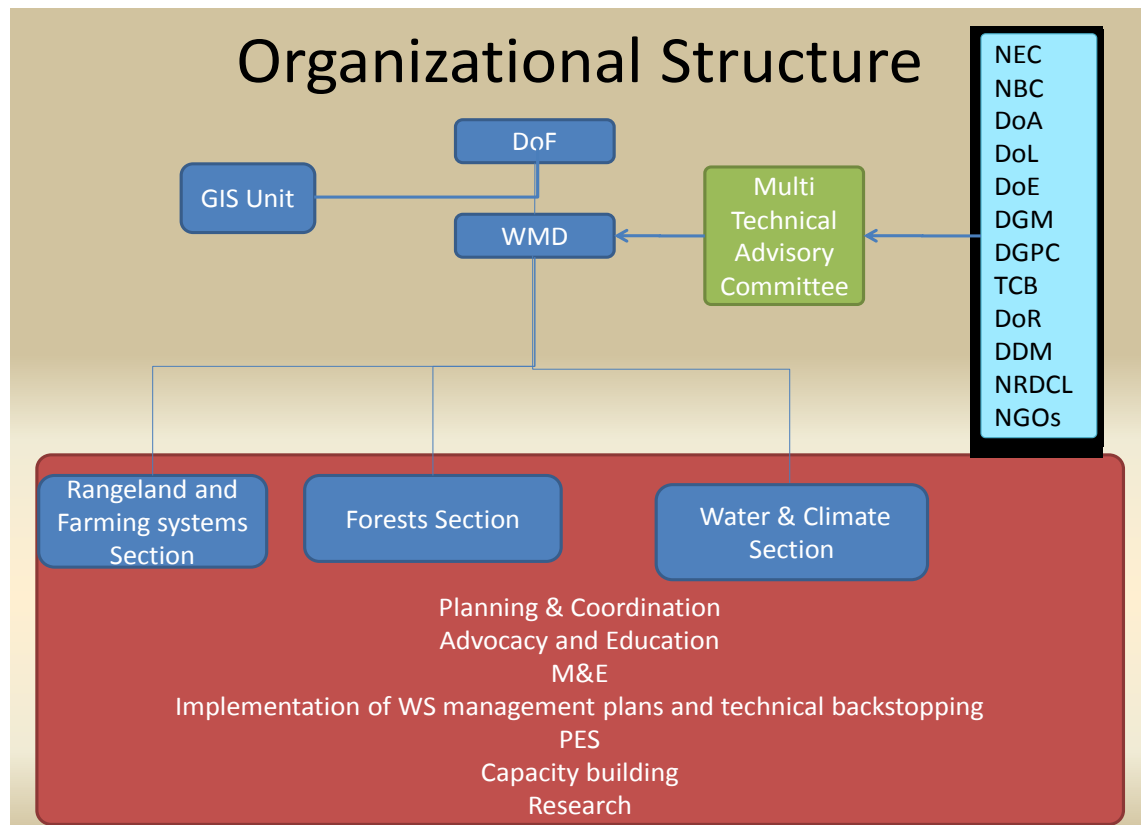 Organizational Structure
NEC
NBC
DoA
DoL
DoE
DGM
DGPC
TCB
DoR
DDM
NRDCL
NGOs
DoF
GIS Unit
WMD
Multi
Technical
Advisory
Committee
Rangeland and
Farming systems
Section
Forests Section
Water & Climate
Section
Planning & Coordination
Advocacy and Education
M&E
Implementation of WS management plans and technical backstopping
PES
Capacity building
Research